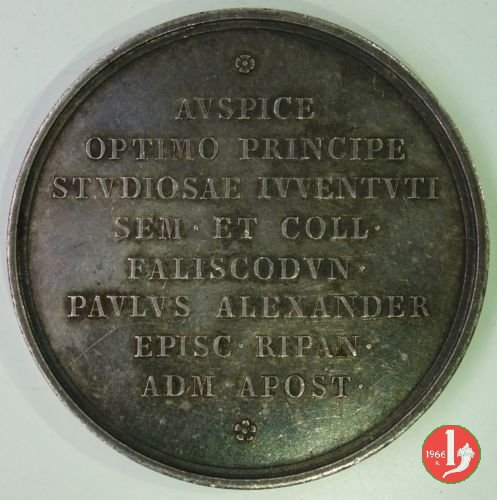 AVSPICE
OPTIMO PRINCIPE
STVDIOSAE IVVENTVTI
SEM · ET COLL ·
FALISCODVN ·
PAVLVS ALEXANDER
EPISC · RIPAN ·
ADM APOST ·
1966
R.